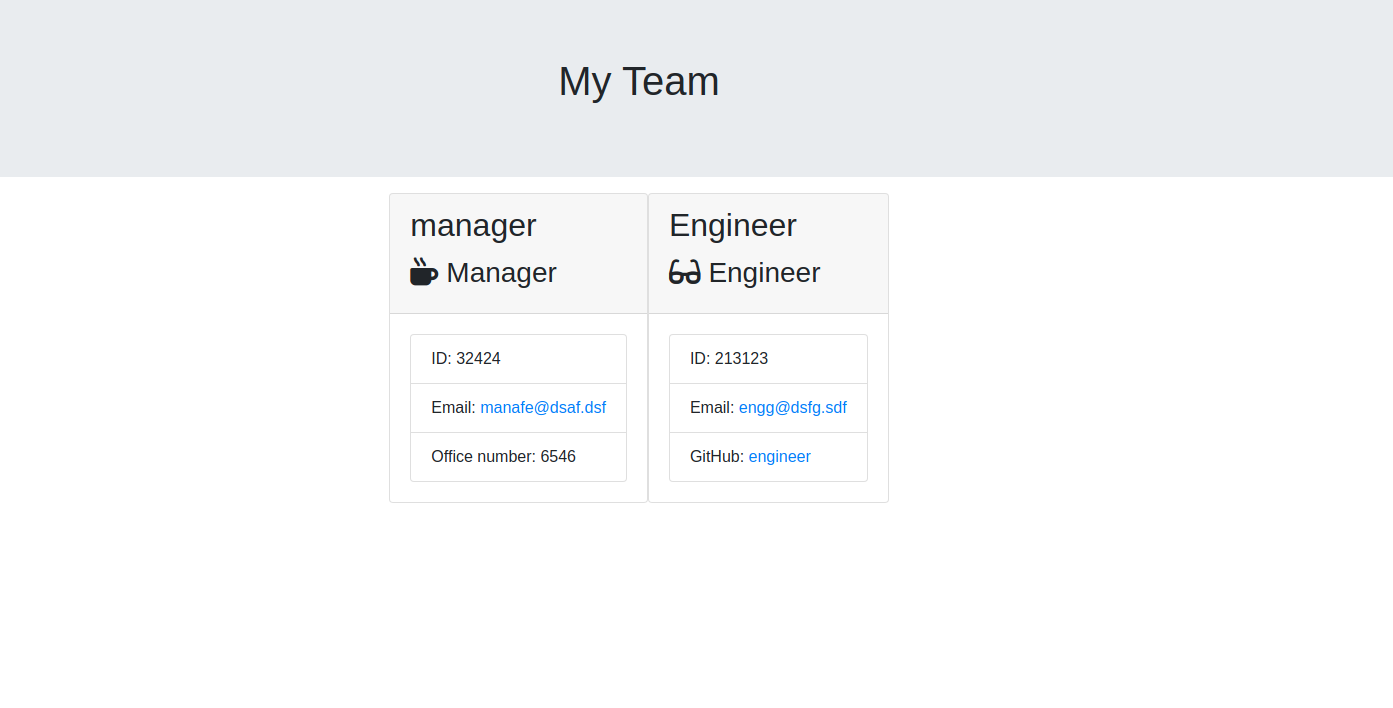 My Team
manager
Manager
ID: 32424
Email: manafe@dsaf.dsf
Office number: 6546
Engineer
Engineer
ID: 213123
Email: engg@dsfg.sdf
GitHub: engineer